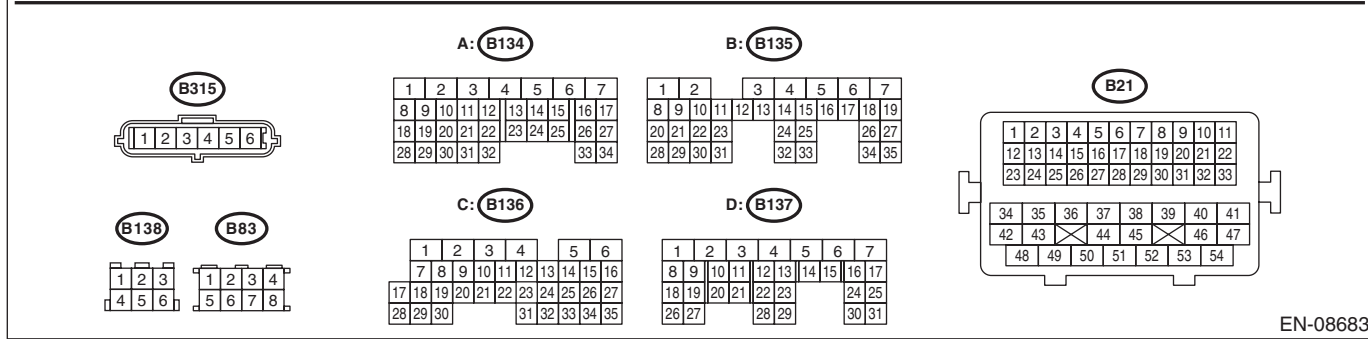 A: B134
1 2 3 4 5 6 7
8 9 10 11 12 13 14 15 16 17
18 19 20 21 22 23 24 25 26 27
28 29 30 31 32 33 34
B: B135
1 2 3 4 5 6 7
8 9 10 11 12 13 14 15 16 17 18 19
20 21 22 23 24 25 26 27
28 29 30 31 32 33 34 35
B315
1 2 3 4 5 6
B21
1 2 3 4 5 6 7 8 9 10 11
12 13 14 15 16 17 18 19 20 21 22
23 24 25 26 27 28 29 30 31 32 33
34 35 36 37 38 39 40 41
42 43 44 45 46 47
48 49 50 51 52 53 54
B138
1 2 3
4 5 6
B83
1 2 3 4
5 6 7 8
C: B136
1 2 3 4 5 6
7 8 9 10 11 12 13 14 15 16
17 18 19 20 21 22 23 24 25 26 27
28 29 30 31 32 33 34 35
D: B137
1 2 3 4 5 6 7
8 9 10 11 12 13 14 15 16 17
18 19 20 21 22 23 24 25
26 27 28 29 30 31
EN-08683